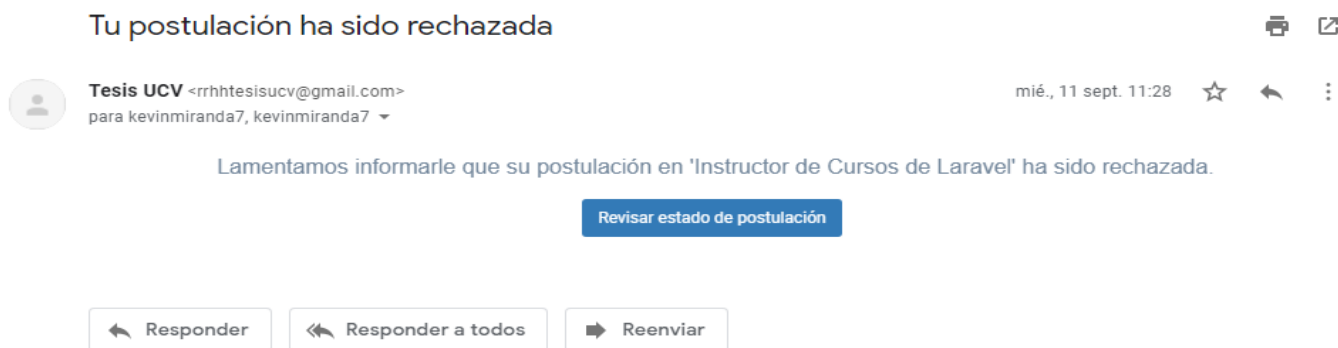 Tu postulación ha sido rechazada
Tesis UCV <rrhhtesisucv@gmail.com>
mié., 11 sept. 11:28
para kevinmiranda7, kevinmiranda7
Lamentamos informarle que su postulación en 'Instructor de Cursos de Laravel' ha sido rechazada.
Revisar estado de postulación
Responder
Responder a todos
Reenviar